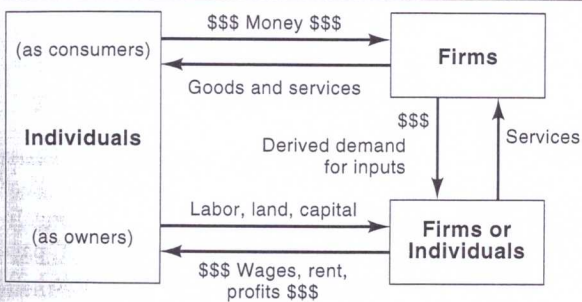 $$$ Money $$$
(as consumers)
Firms
Goods and services
$$$
Individuals
Derived demand
for inputs
Services
Labor, land, capital
(as owners)
Firms or
Individuals
$$$ Wages, rent,
profits $$$